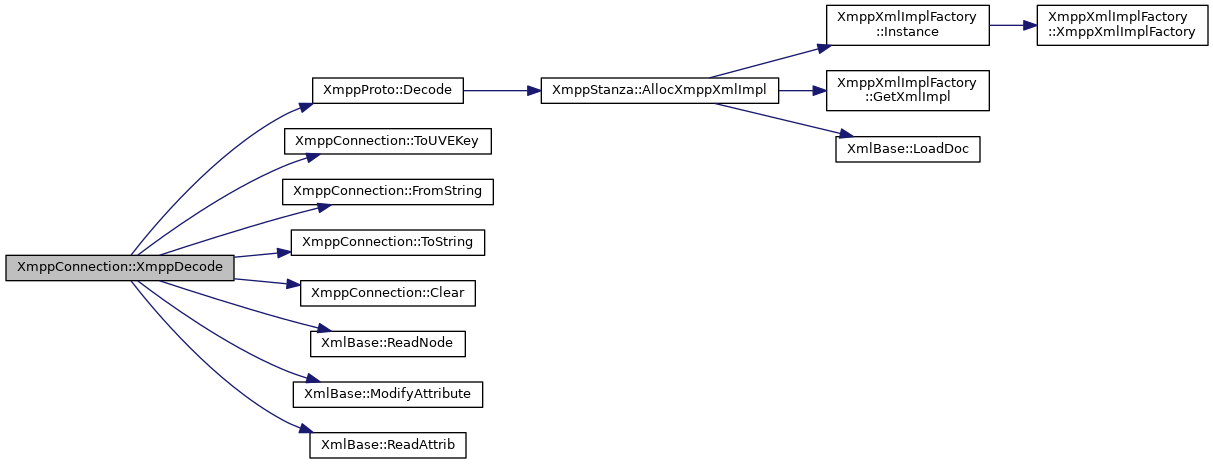 XmppXmlImplFactory
::Instance
XmppXmlImplFactory
::XmppXmlImplFactory
XmppProto::Decode
XmppStanza::AllocXmppXmlImpl
XmppXmlImplFactory
::GetXmlImpl
XmppConnection::ToUVEKey
XmlBase::LoadDoc
XmppConnection::FromString
XmppConnection::ToString
XmppConnection::XmppDecode
XmppConnection::Clear
XmlBase::ReadNode
XmlBase::ModifyAttribute
XmlBase::ReadAttrib